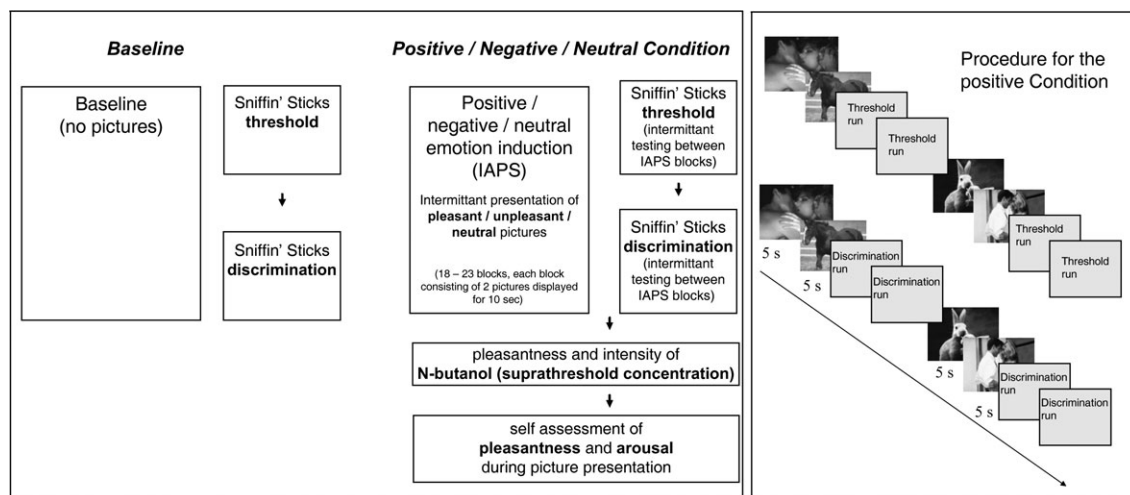 Baseline
Baseline
(no pictures)
Sniffin’ Sticks
threshold
Sniffin’ Sticks
discrimination
Positive / Negative / Neutral Condition
Positive /
negative / neutral
emotion induction
(IAPS)
Intermittant presentation of
pleasant / unpleasant /
neutral pictures
(18 – 23 blocks, each block
consisting of 2 pictures displayed
for 10 sec)
Sniffin’ Sticks
threshold
(intermittant
testing between
IAPS blocks)
Sniffin’ Sticks
discrimination
(intermittant
testing between
IAPS blocks)
pleasantness and intensity of
N-butanol (suprathreshold concentration)
self assessment of
pleasantness and arousal
during picture presentation
Procedure for the
positive Condition
Threshold
run
Threshold
run
Threshold
run
Threshold
run
5 s
5 s
Discrimination
run
Discrimination
run
5 s
5 s
Discrimination
run
Discrimination
run